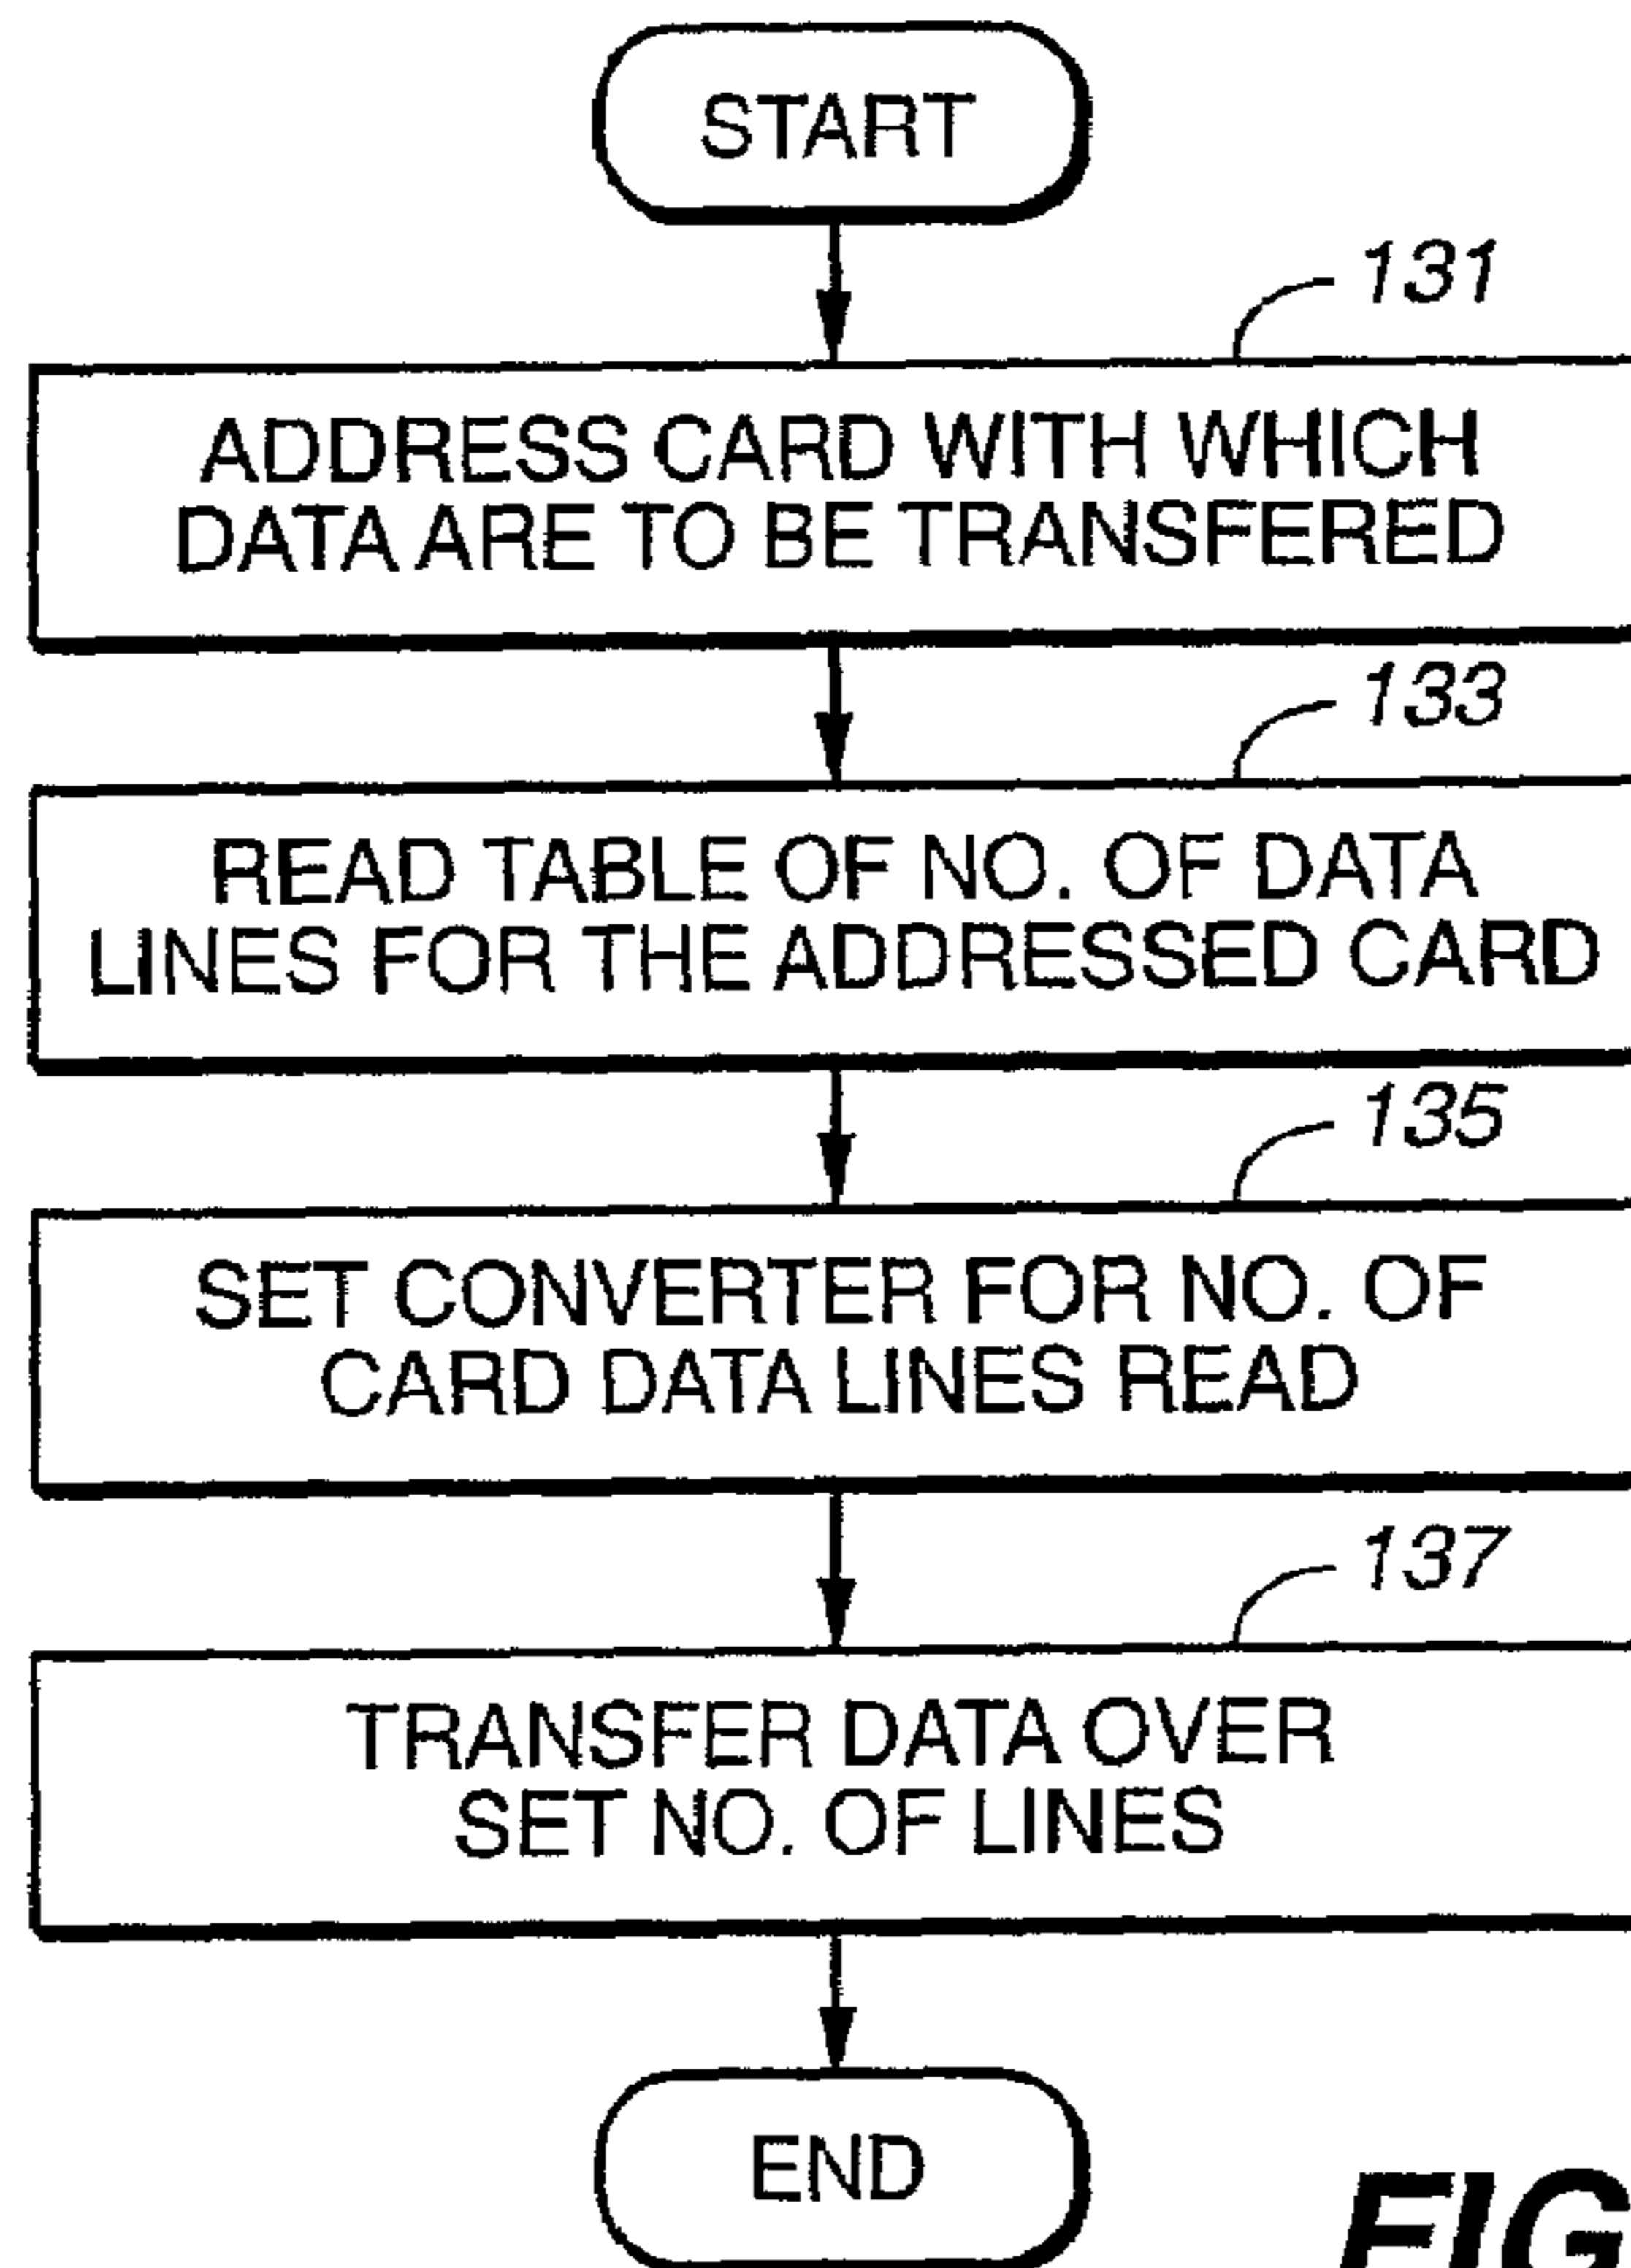 START
131
ADDRESS CARD WITH WHICH
DATA ARE TO BE TRANSFERED
133
READ TABLE OF NO. OF DATA
LINES FOR THE ADDRESSED CARD
135
SET CONVERTER FOR NO. OF
CARD DATA LINES READ
137
TRANSFER DATA OVER
SET NO. OF LINES
END
FIG